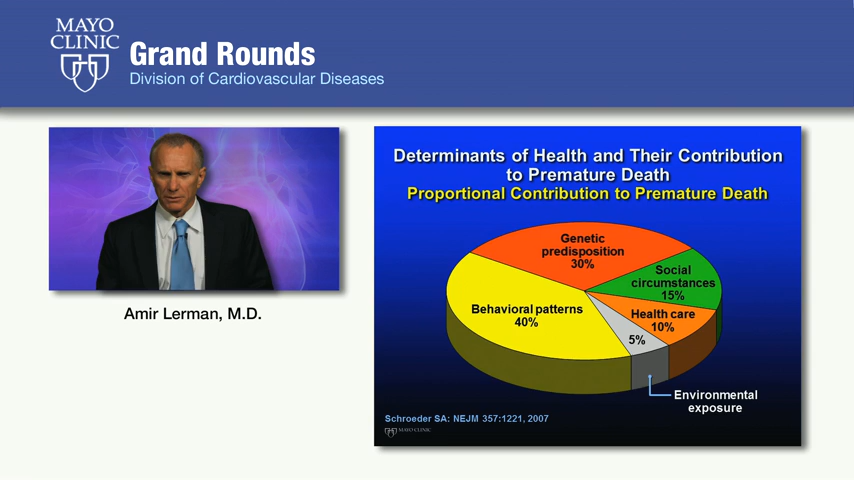 MAYO
CLINIC
Grand Rounds
Division of Cardiovascular Diseases
Amir Lerman, M.D.
Determinants of Health and Their Contribution
to Premature Death
Proportional Contribution to Premature Death
Genetic
predisposition
30%
Social
circumstances
15%
Behavioral patterns
40%
Health care
10%
5%
Environmental
exposure
Schroeder SA: NEJM 357:1221, 2007
MAYO CLINIC